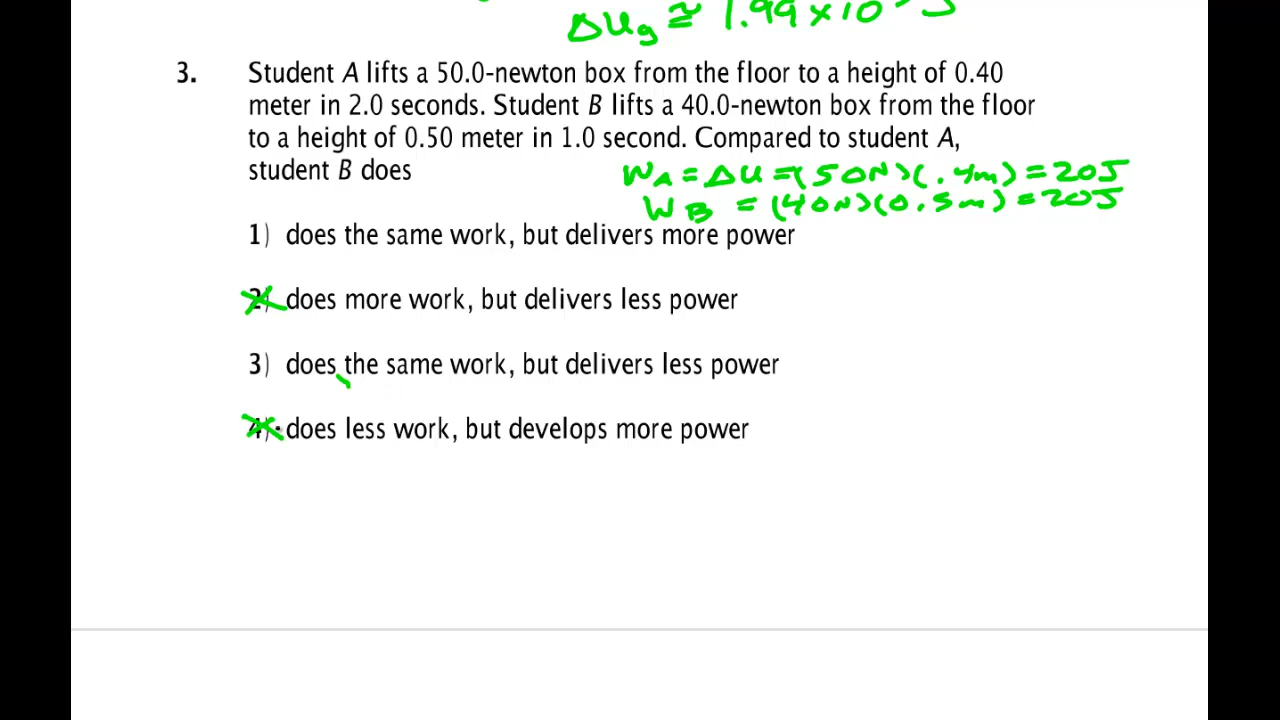 ΔUg ≅ 1.99×10
3. Student A lifts a 50.0-newton box from the floor to a height of 0.40
meter in 2.0 seconds. Student B lifts a 40.0-newton box from the floor
to a height of 0.50 meter in 1.0 second. Compared to student A,
student B does
WA = ΔU = (50N)(.4m) = 20J
WB = (40N)(0.5m) = 20J
1) does the same work, but delivers more power
2) does more work, but delivers less power
3) does the same work, but delivers less power
4) does less work, but develops more power